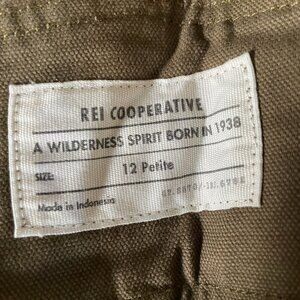 REI COOPERATIVE
A WILDERNESS SPIRIT BORN IN 1938
SIZE: 12 Petite
Made in Indonesia